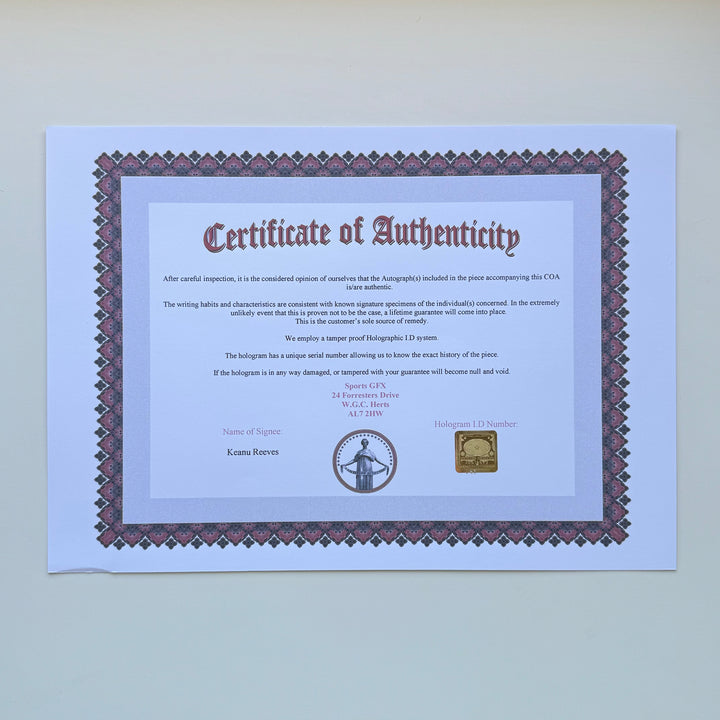 Certificate of Authenticity
After careful inspection, it is the considered opinion of ourselves that the Autograph(s) included in the piece accompanying this COA
is/are authentic.
The writing habits and characteristics are consistent with known signature specimens of the individual(s) concerned. In the extremely
unlikely event that this is proven not to be the case, a lifetime guarantee will come into place.
This is the customer's sole source of remedy.
We employ a tamper proof Holographic I.D system.
The hologram has a unique serial number allowing us to know the exact history of the piece.
If the hologram is in any way damaged, or tampered with your guarantee will become null and void.
Sports GFX
24 Forresters Drive
W.G.C. Herts
AL7 2HW
Name of Signee:
Keanu Reeves
Hologram I.D Number: